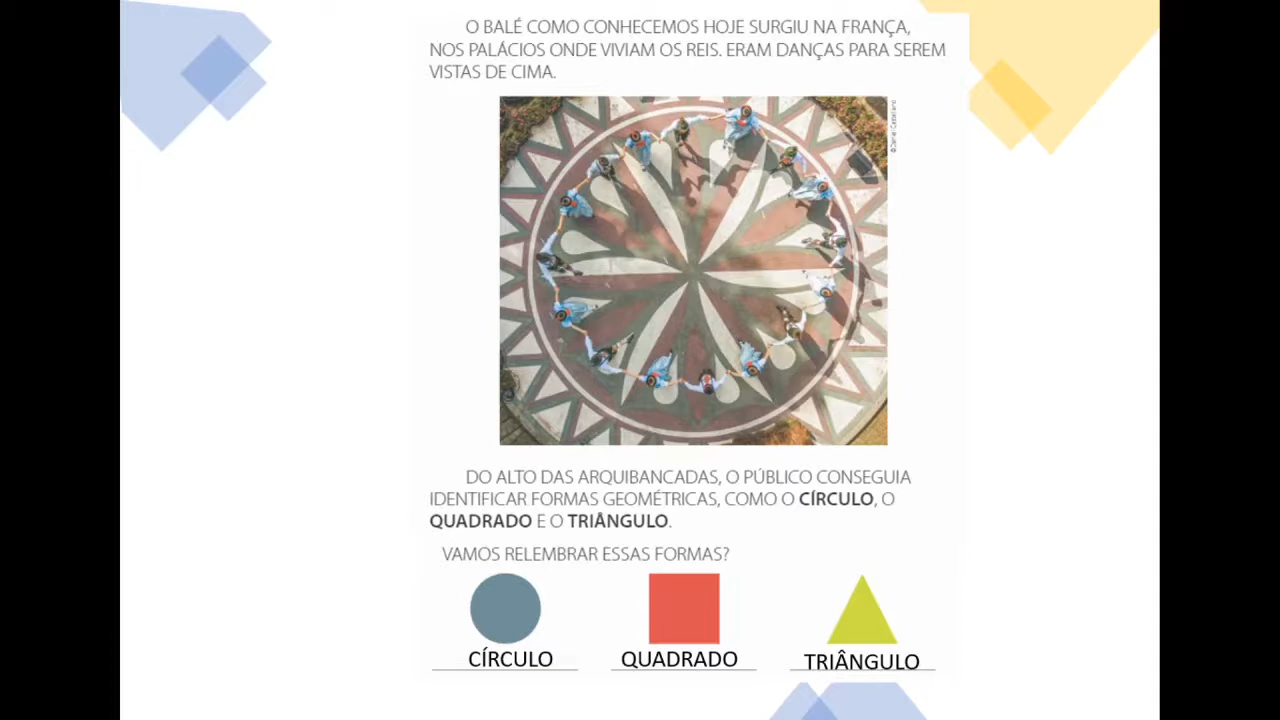 O BALÉ COMO CONHECEMOS HOJE SURGIU NA FRANÇA,
NOS PALÁCIOS ONDE VIVIAM OS REIS. ERAM DANÇAS PARA SEREM
VISTAS DE CIMA.
©Daniel Castellano
DO ALTO DAS ARQUIBANCADAS, O PÚBLICO CONSEGUIA
IDENTIFICAR FORMAS GEOMÉTRICAS, COMO O CÍRCULO, O
QUADRADO E O TRIÂNGULO.
VAMOS RELEMBRAR ESSAS FORMAS?
CÍRCULO
QUADRADO
TRIÂNGULO